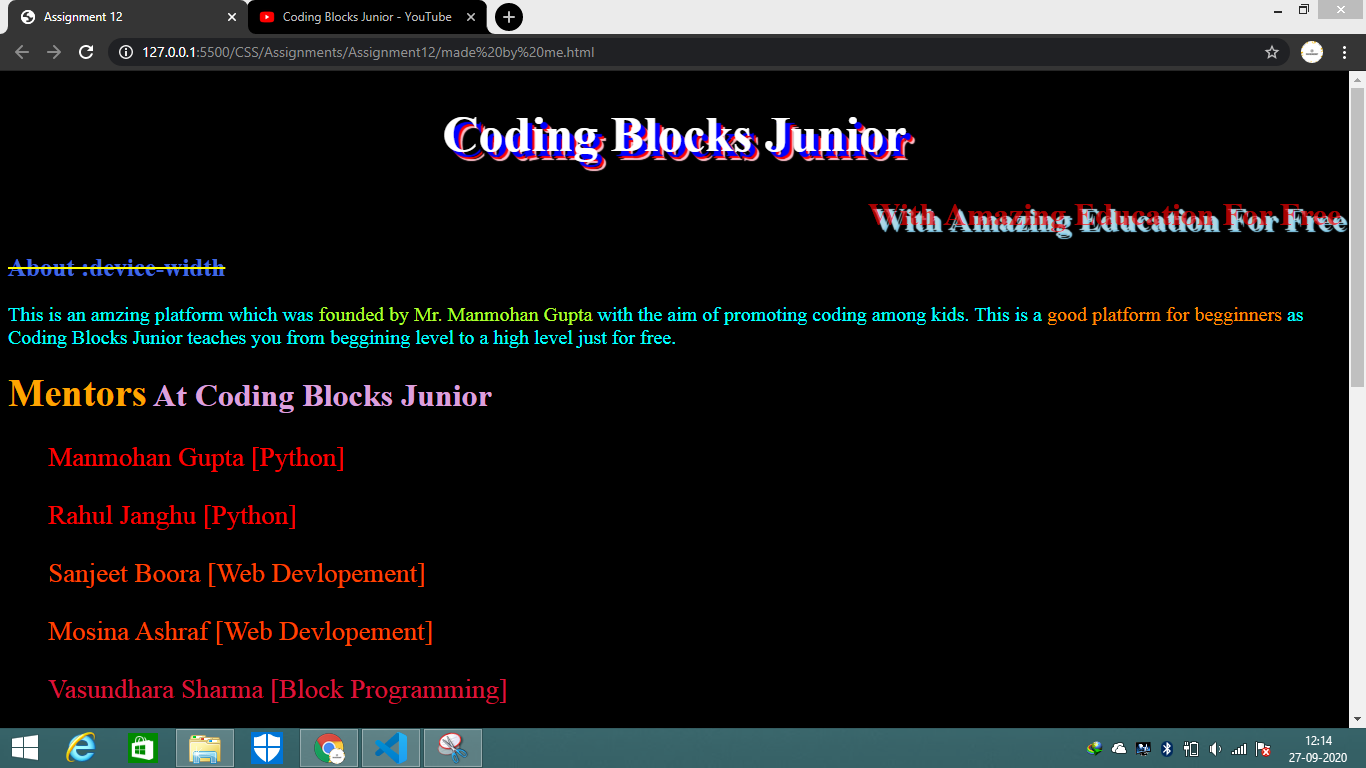 Assignment 12
Coding Blocks Junior - YouTube
127.0.0.1:5500/CSS/Assignments/Assignment12/made%20by%20me.html
Coding Blocks Junior
With Amazing Education For Free
About :device-width
This is an amzing platform which was founded by Mr. Manmohan Gupta with the aim of promoting coding among kids. This is a good platform for begginners as
Coding Blocks Junior teaches you from beggining level to a high level just for free.
Mentors At Coding Blocks Junior
Manmohan Gupta [Python]
Rahul Janghu [Python]
Sanjeet Boora [Web Devlopement]
Mosina Ashraf [Web Devlopement]
Vasundhara Sharma [Block Programming]
12:14
27-09-2020